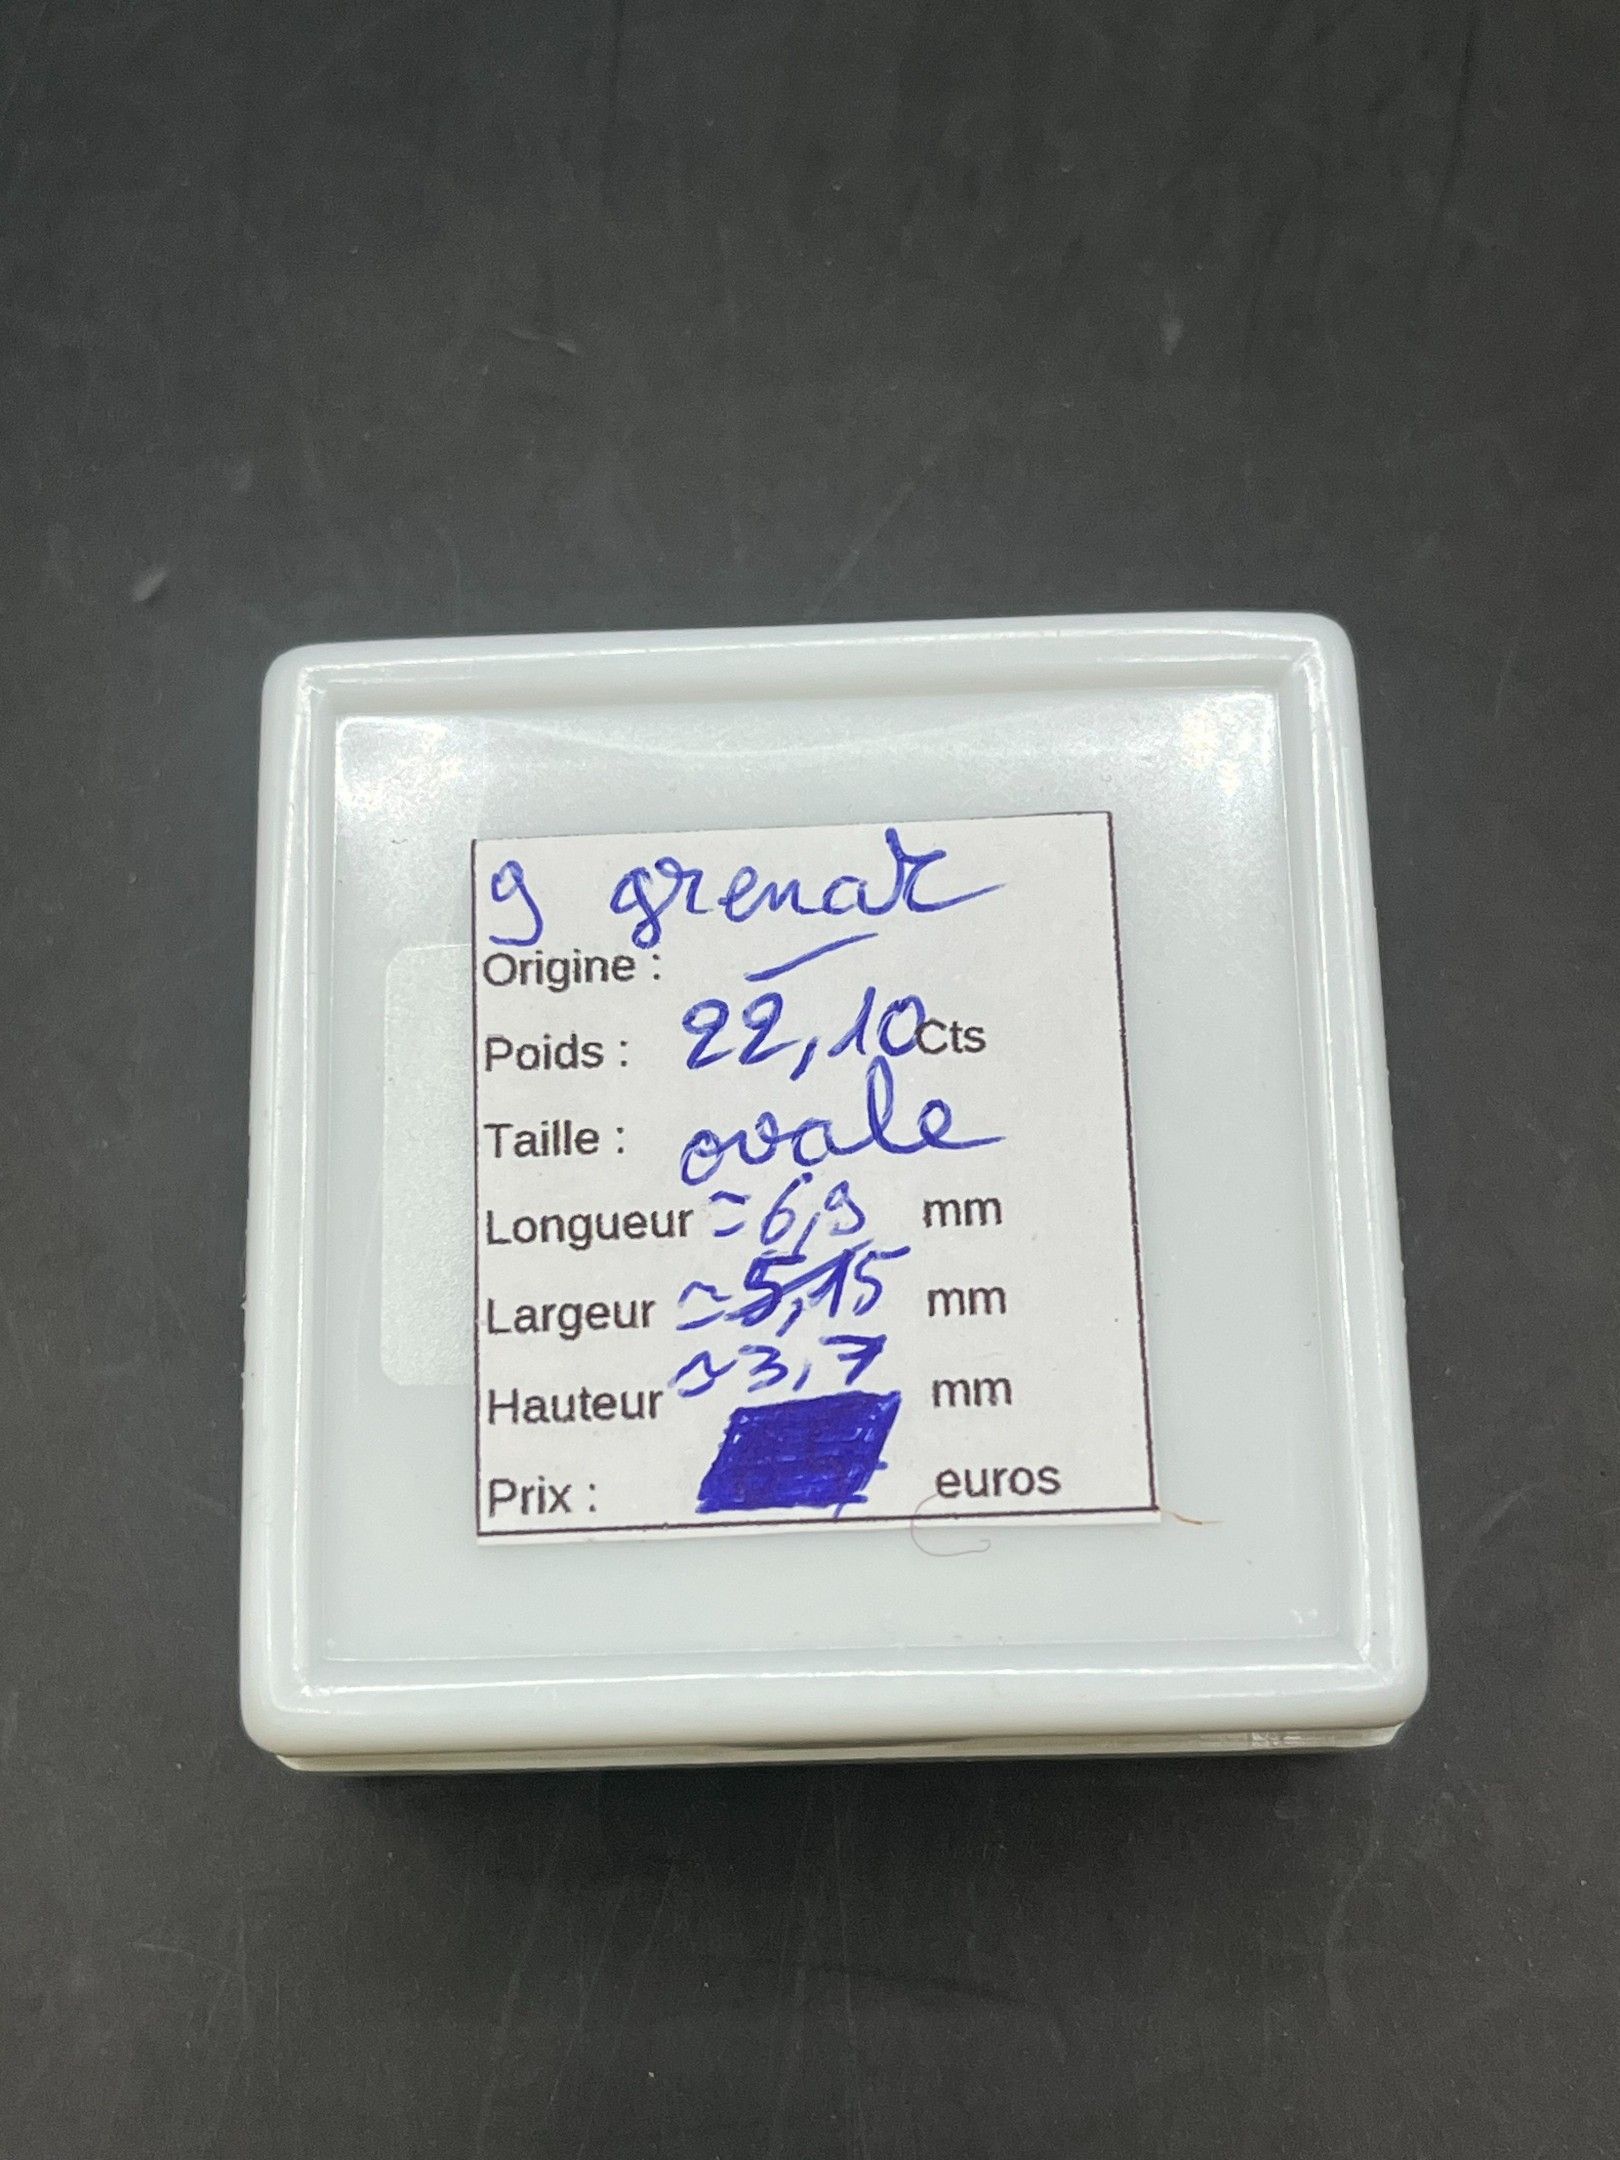 9 grenat
Origine : —
Poids : 22,10 Cts
Taille : ovale
Longueur ≈ 6,9 mm
Largeur ≈ 5,15 mm
Hauteur ≈ 3,7 mm
Prix : euros